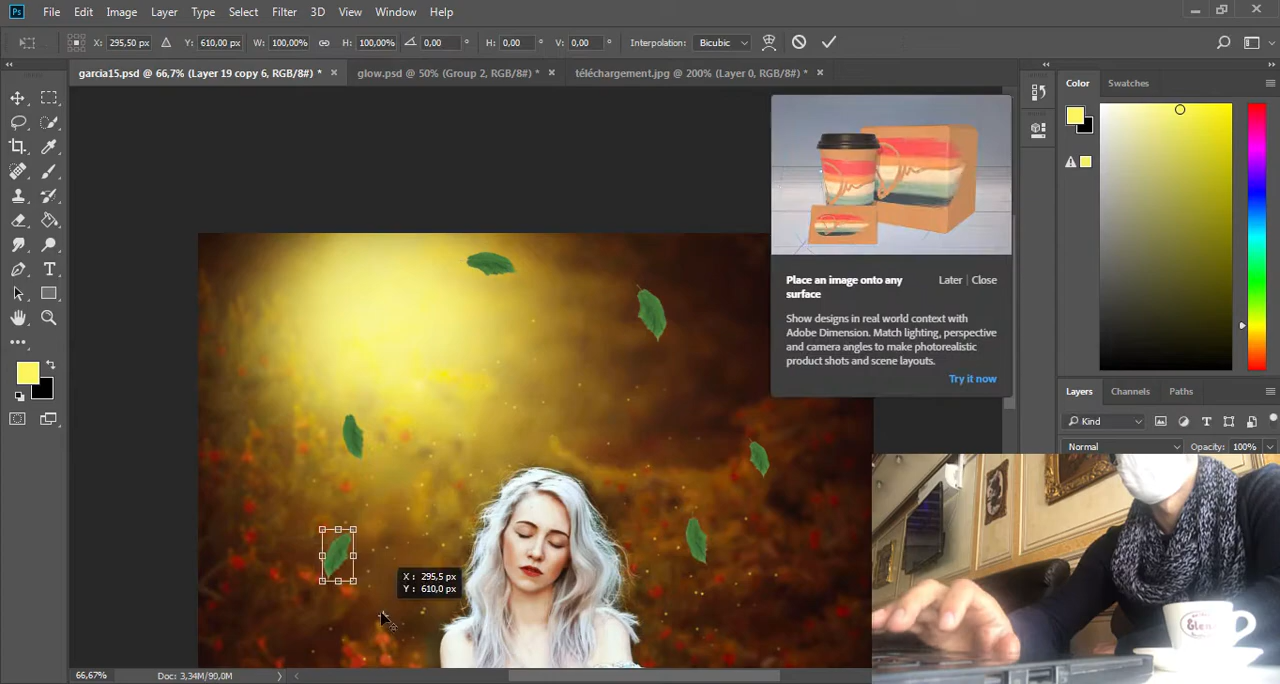 Ps File Edit Image Layer Type Select Filter 3D View Window Help
X: 295,50 px Y: 610,00 px W: 100,00% H: 100,00% 0,00 ° H: 0,00 ° V: 0,00 ° Interpolation: Bicubic
garcia15.psd @ 66,7% (Layer 19 copy 6, RGB/8#) * × glow.psd @ 50% (Group 2, RGB/8#) * × téléchargement.jpg @ 200% (Layer 0, RGB/8#) * ×
Color Swatches
Place an image onto any
surface
Later | Close
Show designs in real world context with
Adobe Dimension. Match lighting, perspective
and camera angles to make photorealistic
product shots and scene layouts.
Try it now
Layers Channels Paths
Kind
Normal Opacity: 100%
X : 295,5 px
Y : 610,0 px
66,67% Doc: 3,34M/90,0M